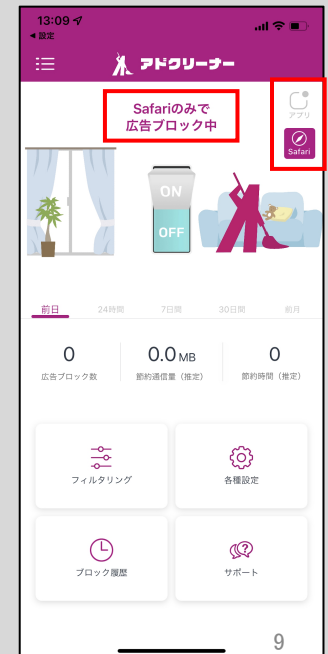 13:09
◀ 設定
アドクリーナー
Safariのみで
広告ブロック中
アプリ
Safari
ON
OFF
前日 24時間 7日間 30日間 前月
0 0.0 MB 0
広告ブロック数 節約通信量（推定） 節約時間（推定）
フィルタリング 各種設定
ブロック履歴 サポート
9